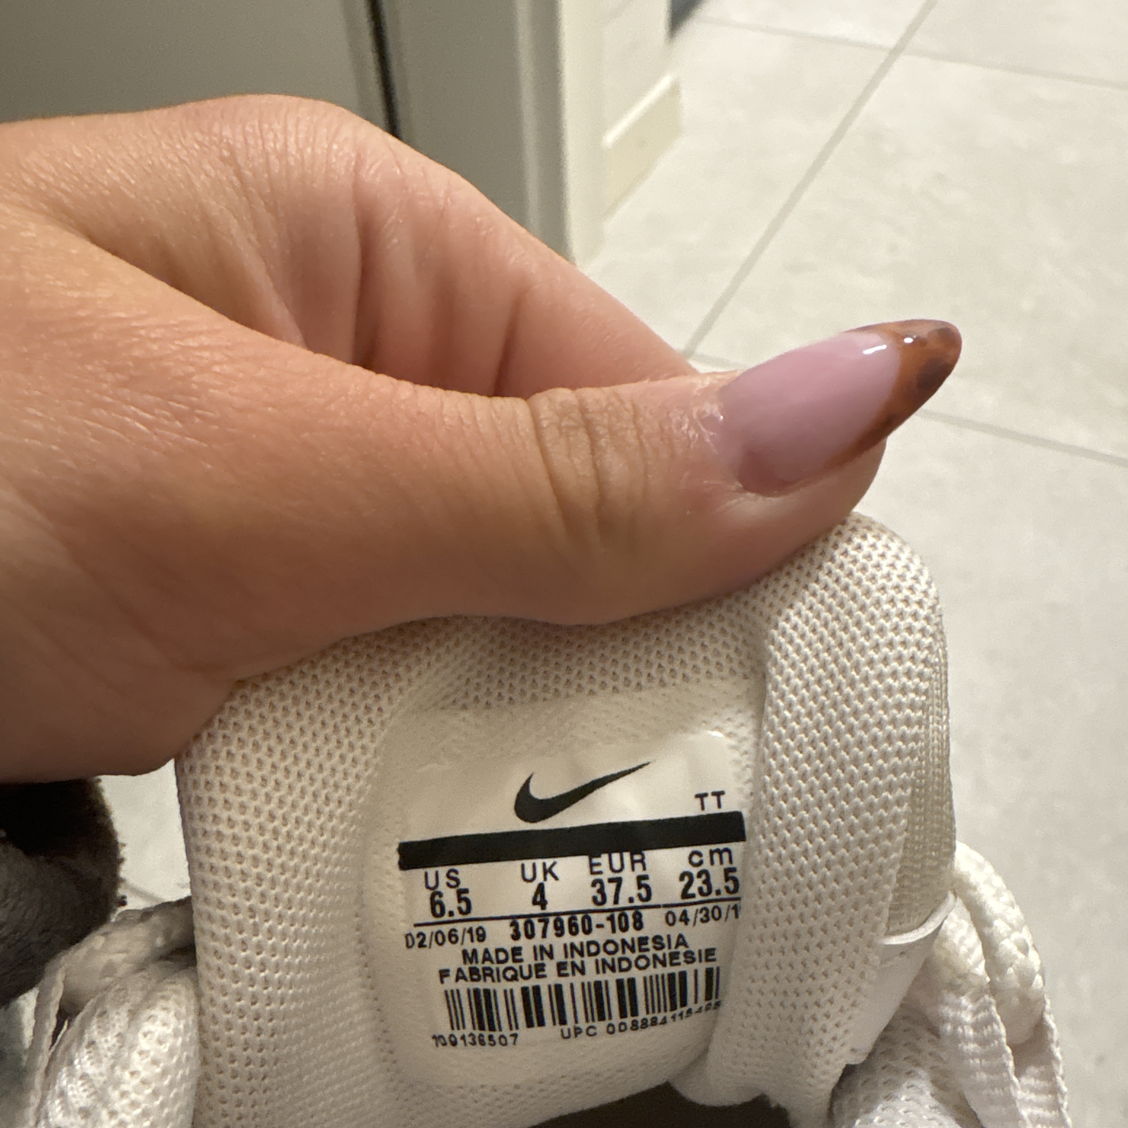 TT
US UK EUR cm
6.5 4 37.5 23.5
02/06/19 307960-108 04/30/1
MADE IN INDONESIA
FABRIQUE EN INDONESIE
109136507 UPC